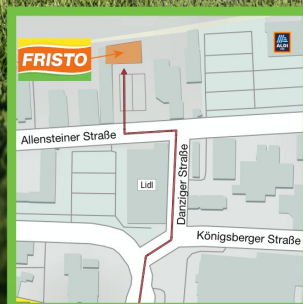 FRISTO
ALDI
Allensteiner Straße
Lidl
Danziger Straße
Königsberger Straße